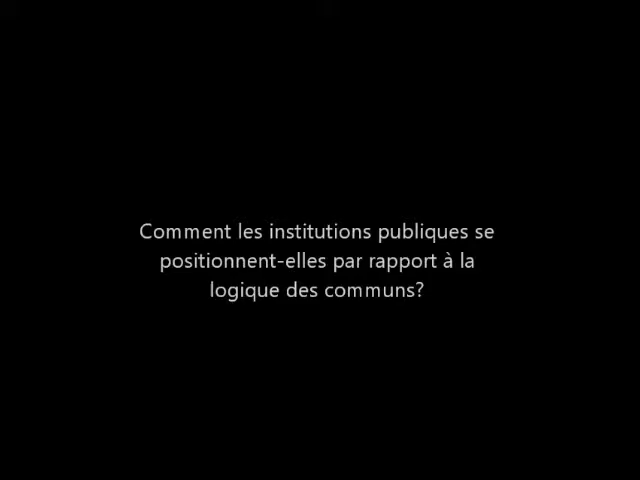 Comment les institutions publiques se
positionnent-elles par rapport à la
logique des communs?